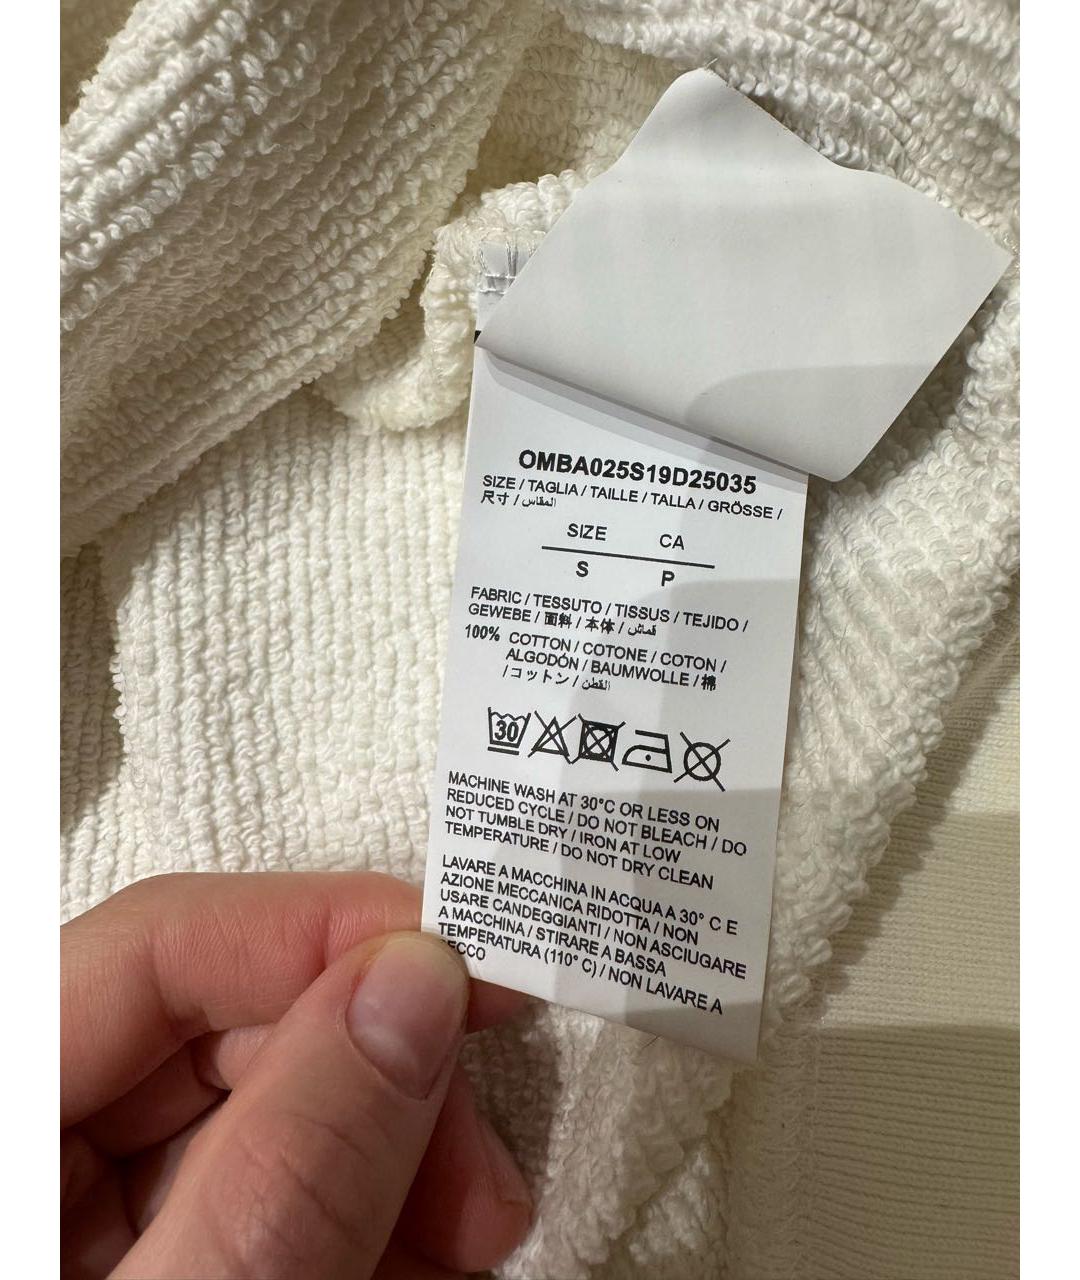 OMBA025S19D25035
SIZE / TAGLIA / TAILLE / TALLA / GRÖSSE /
尺寸 / المقاس
SIZE CA
S P
FABRIC / TESSUTO / TISSUS / TEJIDO /
GEWEBE / 面料 / 本体 / قماش
100% COTTON / COTONE / COTON /
ALGODÓN / BAUMWOLLE / 棉
/ コットン / القطن
30
MACHINE WASH AT 30°C OR LESS ON
REDUCED CYCLE / DO NOT BLEACH / DO
NOT TUMBLE DRY / IRON AT LOW
TEMPERATURE / DO NOT DRY CLEAN
LAVARE A MACCHINA IN ACQUA A 30° C E
AZIONE MECCANICA RIDOTTA / NON
USARE CANDEGGIANTI / NON ASCIUGARE
A MACCHINA / STIRARE A BASSA
TEMPERATURA (110° C) / NON LAVARE A
SECCO